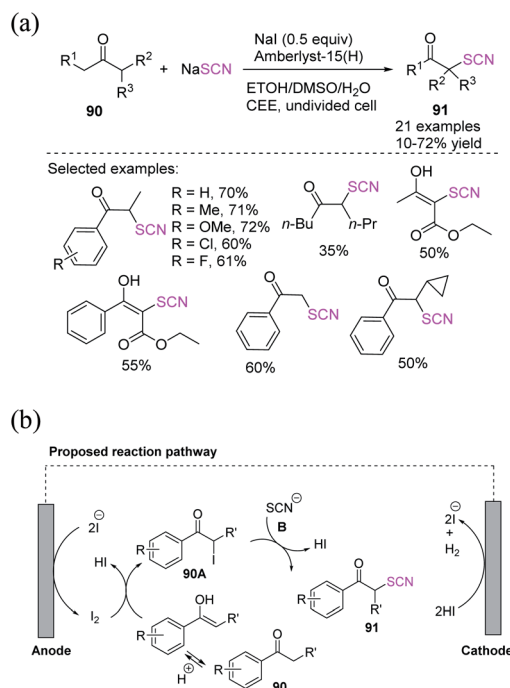 (a)
O
R1
R2
R3
90
+
NaSCN
NaI (0.5 equiv)
Amberlyst-15(H)
ETOH/DMSO/H2O
CEE, undivided cell
O
R1
SCN
R2
R3
91
21 examples
10-72% yield
Selected examples:
O
SCN
R
R = H, 70%
R = Me, 71%
R = OMe, 72%
R = Cl, 60%
R = F, 61%
O
SCN
n-Bu
n-Pr
35%
OH
SCN
O
O
50%
OH
SCN
O
O
55%
O
SCN
60%
O
SCN
50%
(b)
Proposed reaction pathway
Anode
2I⊖
I2
HI
O
R'
R
I
90A
OH
R'
R
H⊕
O
R'
R
90
SCN⊖
B
HI
O
SCN
R
R'
91
2I⊖
+
H2
2HI
Cathode